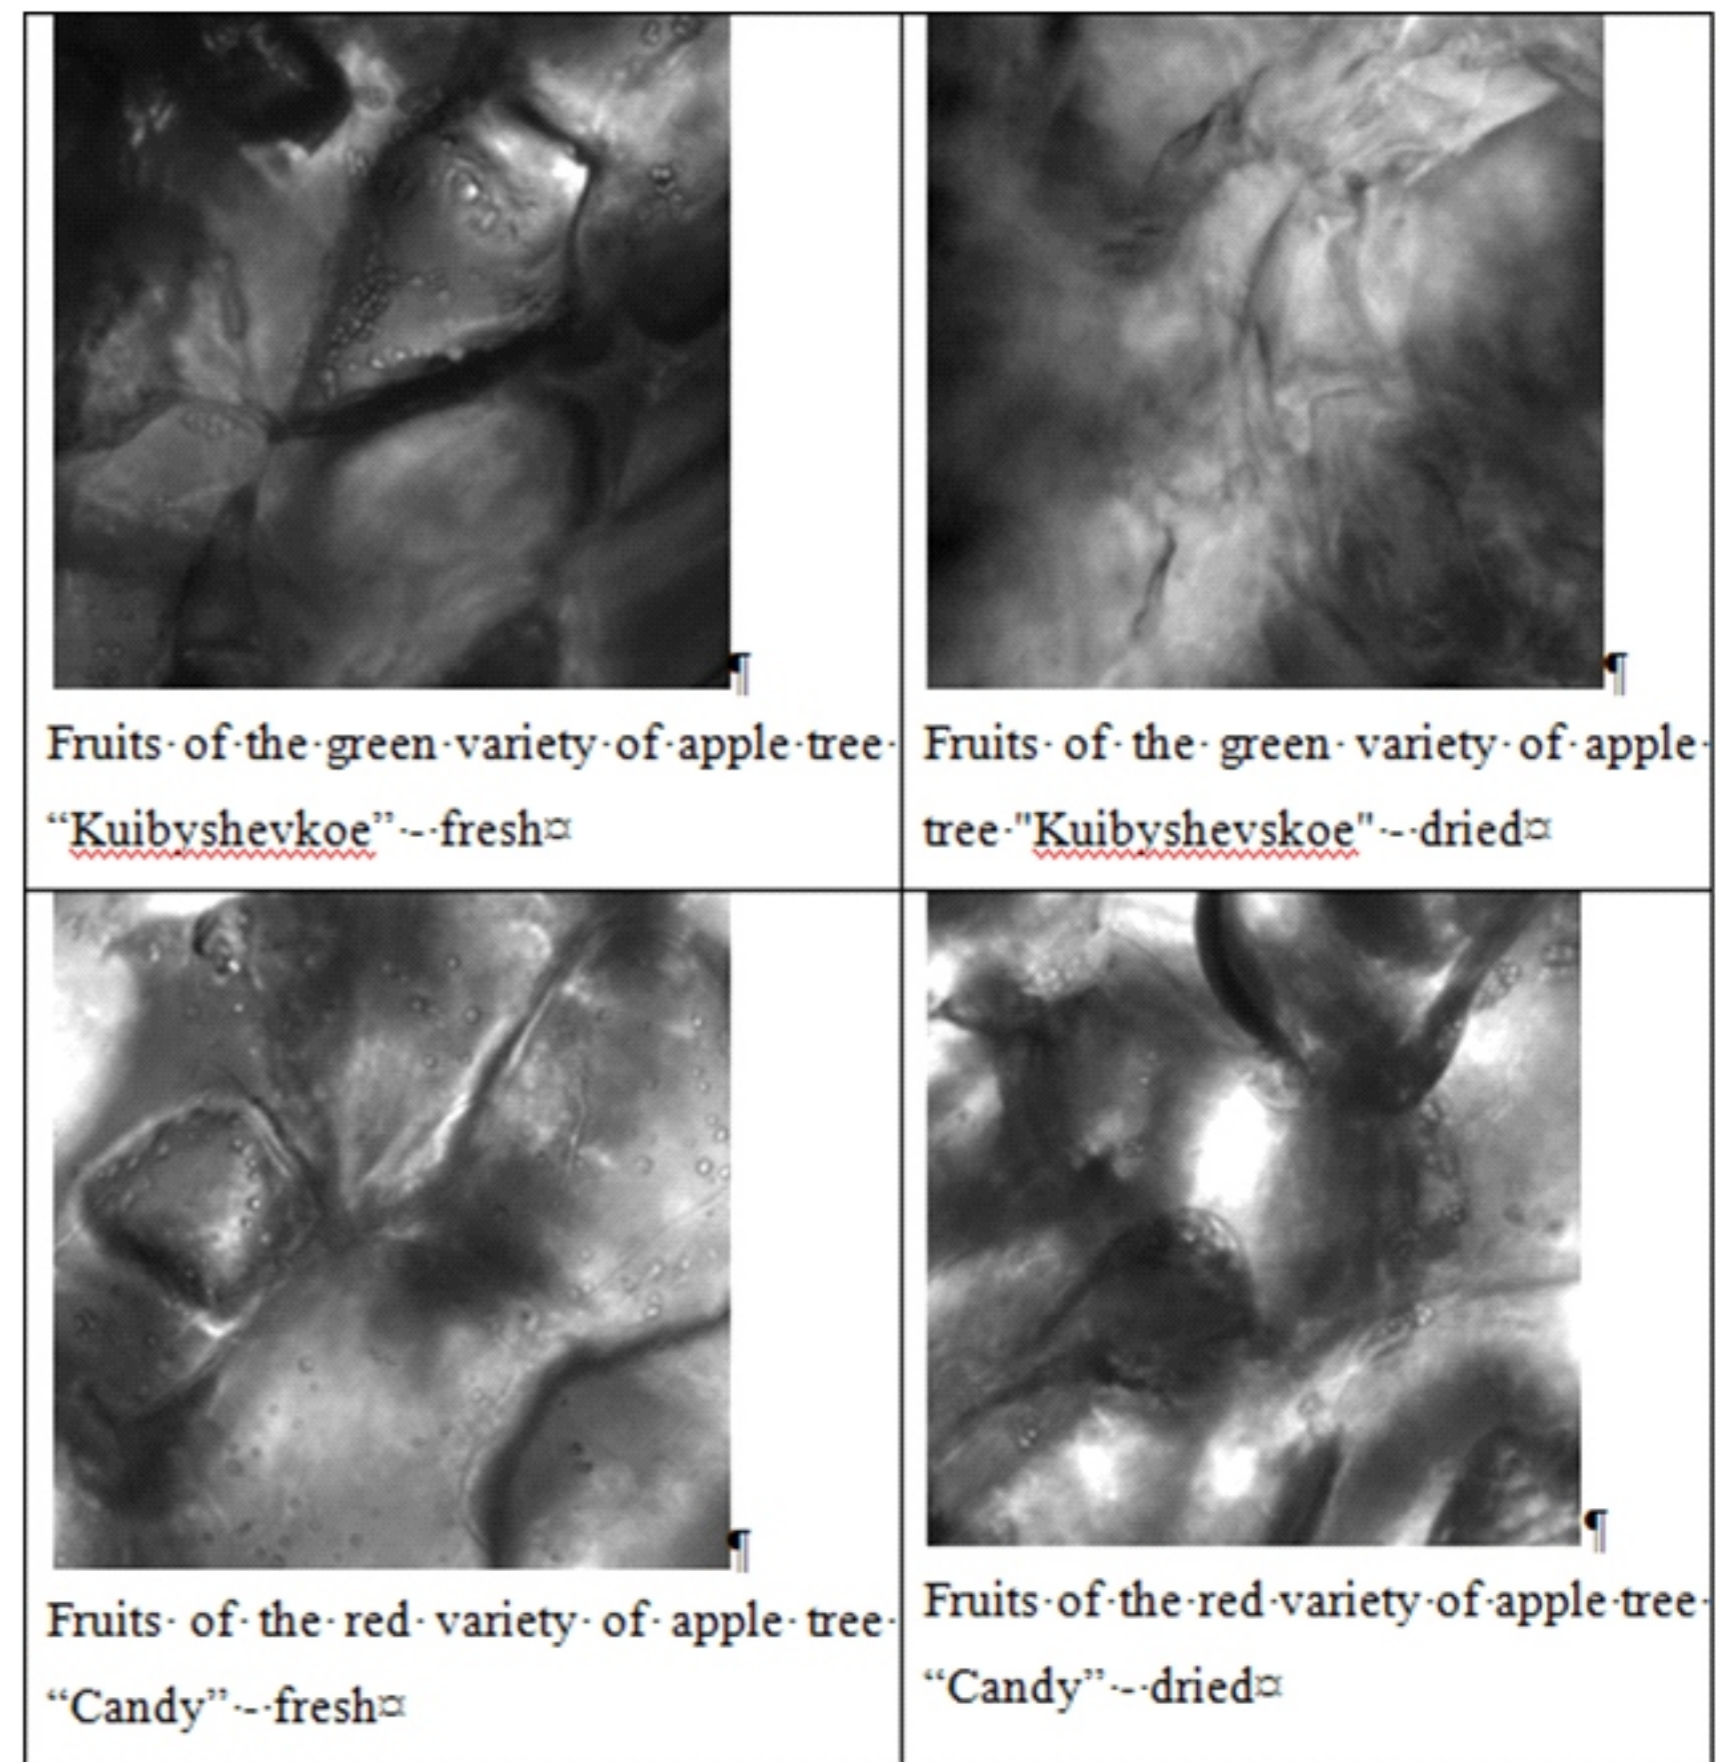 Fruits of the green variety of apple tree
“Kuibyshevkoe” - fresh¤
¶
Fruits of the green variety of apple
tree "Kuibyshevskoe" - dried¤
¶
Fruits of the red variety of apple tree
“Candy” - fresh¤
¶
Fruits of the red variety of apple tree
“Candy” - dried¤
¶